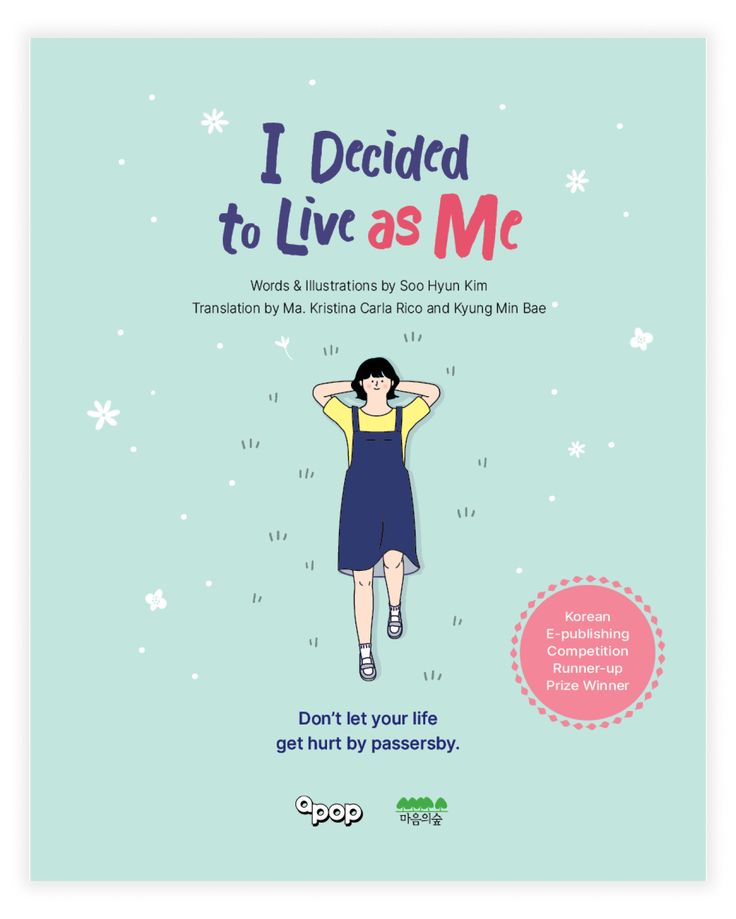 I Decided
to Live as Me
Words & Illustrations by Soo Hyun Kim
Translation by Ma. Kristina Carla Rico and Kyung Min Bae
Korean
E-publishing
Competition
Runner-up
Prize Winner
Don't let your life
get hurt by passersby.
apop
마음의숲